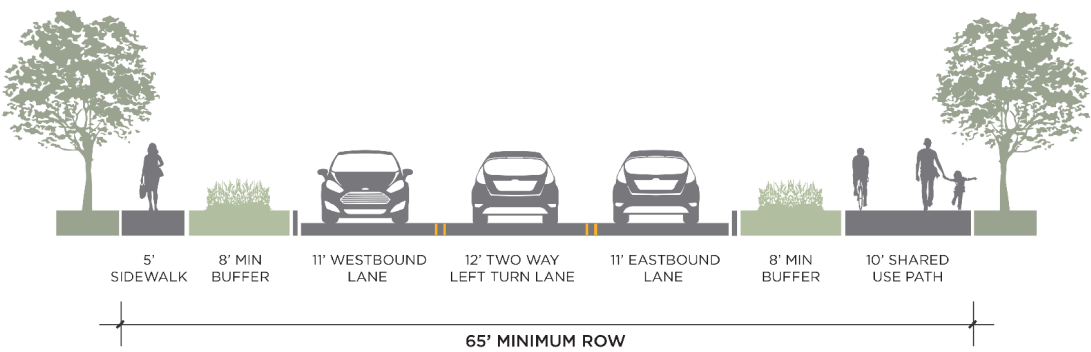 5’
SIDEWALK
8’ MIN
BUFFER
11’ WESTBOUND
LANE
12’ TWO WAY
LEFT TURN LANE
11’ EASTBOUND
LANE
8’ MIN
BUFFER
10’ SHARED
USE PATH
65’ MINIMUM ROW